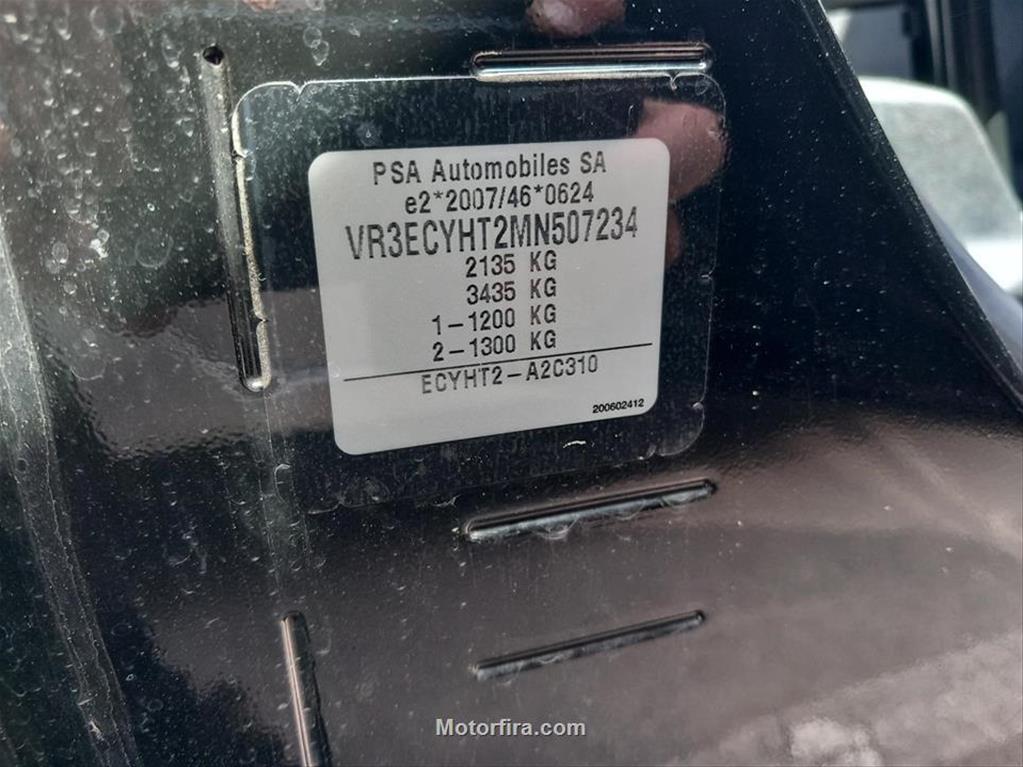 PSA Automobiles SA
e2*2007/46*0624
VR3ECYHT2MN507234
2135 KG
3435 KG
1-1200 KG
2-1300 KG
ECYHT2-A2C310
200602412
Motorfira.com